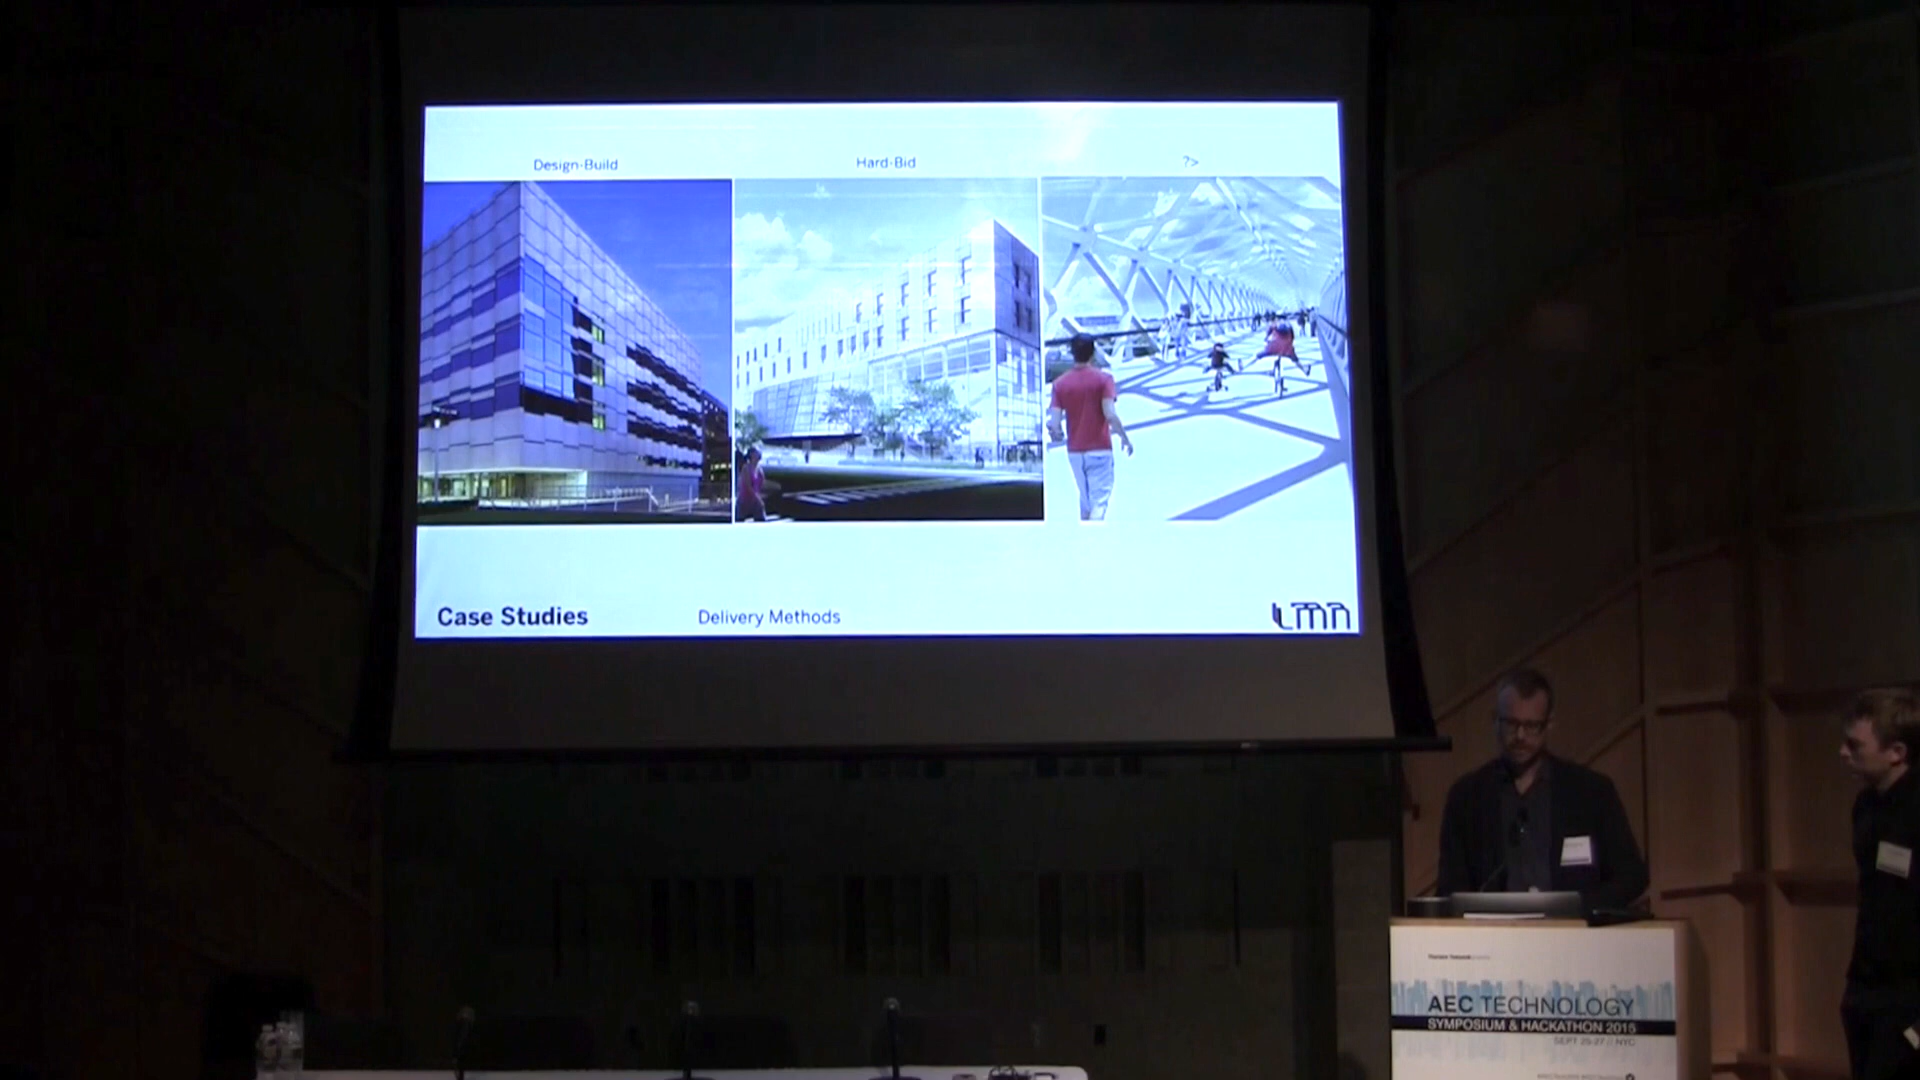 Design-Build
Hard-Bid
?>
Case Studies
Delivery Methods
LMN
AEC TECHNOLOGY
SYMPOSIUM & HACKATHON 2015
SEPT 25-27 // NYC